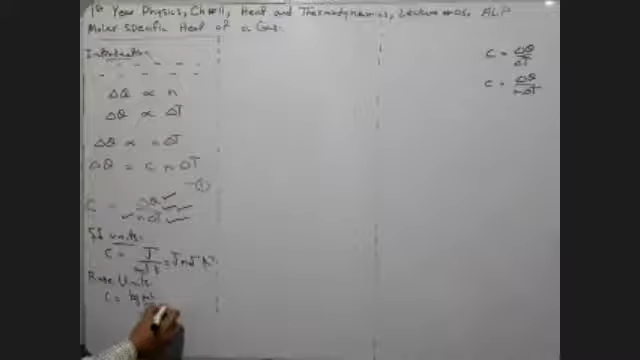 1st Year Physics, Ch#11, Heat and Thermodynamics, Lecture #05, ALP
Molar Specific Heat of a Gas:
Introduction
ΔQ ∝ n
ΔQ ∝ ΔT
ΔQ ∝ nΔT
ΔQ = C n ΔT
C = ΔQ / nΔT —①
SI units:
C = J / mol K = J mol⁻¹ K⁻¹
Base Units
C = kg m²
C = ΔQ / ΔT
C = ΔQ / nΔT